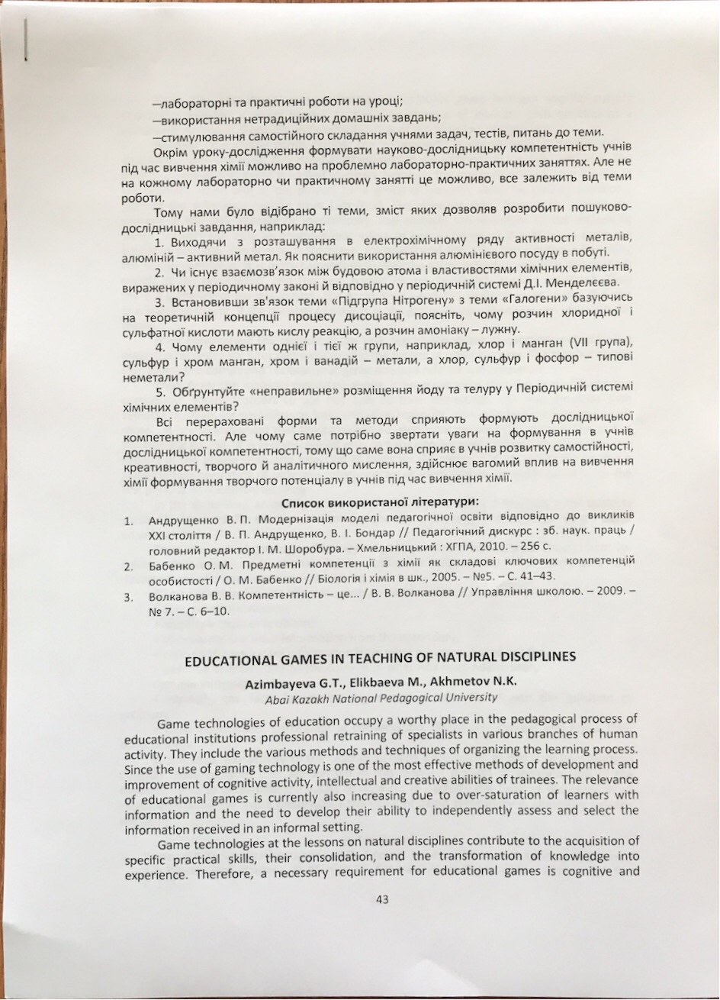 —лабораторні та практичні роботи на уроці;
—використання нетрадиційних домашніх завдань;
—стимулювання самостійного складання учнями задач, тестів, питань до теми.
Окрім уроку-дослідження формувати науково-дослідницьку компетентність учнів
під час вивчення хімії можливо на проблемно лабораторно-практичних заняттях. Але не
на кожному лабораторно чи практичному занятті це можливо, все залежить від теми
роботи.
Тому нами було відібрано ті теми, зміст яких дозволяв розробити пошуково-
дослідницькі завдання, наприклад:
1. Виходячи з розташування в електрохімічному ряду активності металів,
алюміній – активний метал. Як пояснити використання алюмінієвого посуду в побуті.
2. Чи існує взаємозв’язок між будовою атома і властивостями хімічних елементів,
виражених у періодичному законі й відповідно у періодичній системі Д.І. Менделєєва.
3. Встановивши зв'язок теми «Підгрупа Нітрогену» з теми «Галогени» базуючись
на теоретичній концепції процесу дисоціації, поясніть, чому розчин хлоридної і
сульфатної кислоти мають кислу реакцію, а розчин амоніаку – лужну.
4. Чому елементи однієї і тієї ж групи, наприклад, хлор і манган (VII група),
сульфур і хром манган, хром і ванадій – метали, а хлор, сульфур і фосфор – типові
неметали?
5. Обґрунтуйте «неправильне» розміщення йоду та телуру у Періодичній системі
хімічних елементів?
Всі перераховані форми та методи сприяють формують дослідницької
компетентності. Але чому саме потрібно звертати уваги на формування в учнів
дослідницької компетентності, тому що саме вона сприяє в учнів розвитку самостійності,
креативності, творчого й аналітичного мислення, здійснює вагомий вплив на вивчення
хімії формування творчого потенціалу в учнів під час вивчення хімії.
Список використаної літератури:
1. Андрущенко В. П. Модернізація моделі педагогічної освіти відповідно до викликів
XXI століття / В. П. Андрущенко, В. І. Бондар // Педагогічний дискурс : зб. наук. праць /
головний редактор І. М. Шоробура. – Хмельницький : ХГПА, 2010. – 256 с.
2. Бабенко О. М. Предметні компетенції з хімії як складові ключових компетенцій
особистості / О. М. Бабенко // Біологія і хімія в шк., 2005. – №5. – С. 41–43.
3. Волканова В. В. Компетентність – це... / В. В. Волканова // Управління школою. – 2009. –
№ 7. – С. 6–10.
EDUCATIONAL GAMES IN TEACHING OF NATURAL DISCIPLINES
Azimbayeva G.T., Elikbaeva M., Akhmetov N.K.
Abai Kazakh National Pedagogical University
Game technologies of education occupy a worthy place in the pedagogical process of
educational institutions professional retraining of specialists in various branches of human
activity. They include the various methods and techniques of organizing the learning process.
Since the use of gaming technology is one of the most effective methods of development and
improvement of cognitive activity, intellectual and creative abilities of trainees. The relevance
of educational games is currently also increasing due to over-saturation of learners with
information and the need to develop their ability to independently assess and select the
information received in an informal setting.
Game technologies at the lessons on natural disciplines contribute to the acquisition of
specific practical skills, their consolidation, and the transformation of knowledge into
experience. Therefore, a necessary requirement for educational games is cognitive and
43